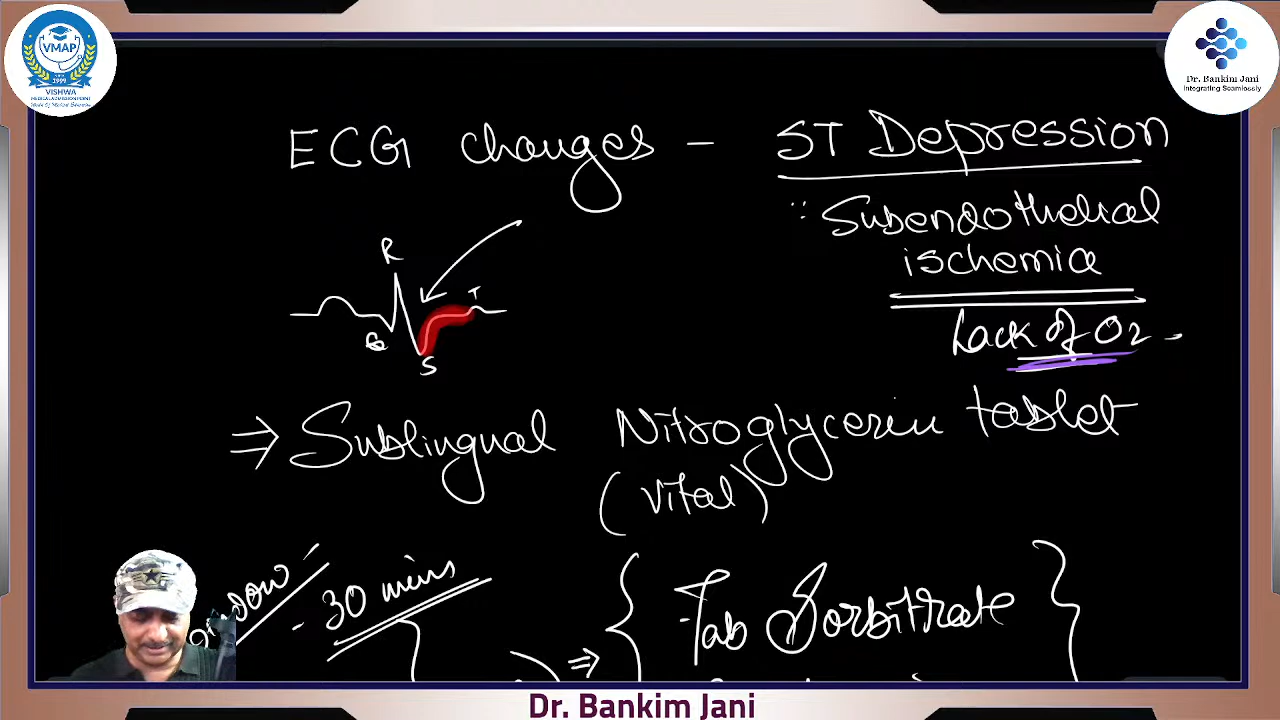 VMAP
VISHWA
Dr. Bankim Jani
Integrating Seamlessly
ECG changes - ST Depression
∵ Subendothelial
ischemia
Lack of O2
R
T
Q
S
⇒ Sublingual Nitroglycerin tablet
(Vital)
- 30 mins
⇒ { Tab Sorbitrate }
Dr. Bankim Jani